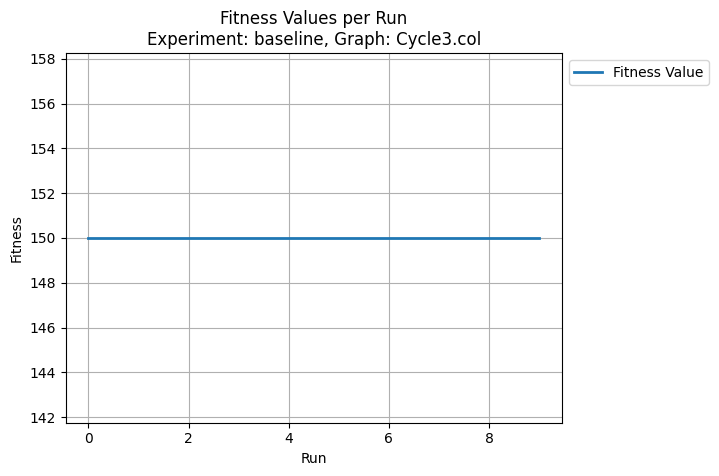 Fitness Values per Run
Experiment: baseline, Graph: Cycle3.col
Fitness Value
158
156
154
152
150
148
146
144
142
Fitness
0 2 4 6 8
Run